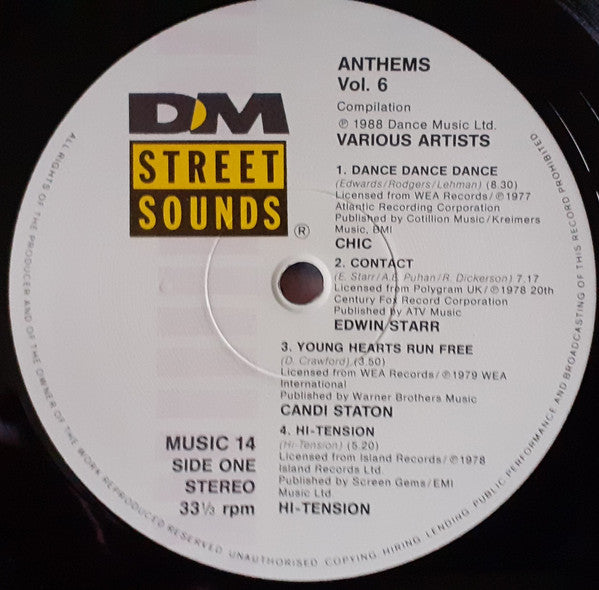 DM
STREET
SOUNDS
®
ANTHEMS
Vol. 6
Compilation
℗ 1988 Dance Music Ltd.
VARIOUS ARTISTS
1. DANCE DANCE DANCE
(Edwards/Rodgers/Lehman) (8.30)
Licensed from WEA Records/℗1977
Atlantic Recording Corporation
Published by Cotillion Music/Kreimers
Music, BMI
CHIC
2. CONTACT
(E. Starr/A.E. Puhan/R. Dickerson) 7.17
Licensed from Polygram UK/℗1978 20th
Century Fox Record Corporation
Published by ATV Music
EDWIN STARR
3. YOUNG HEARTS RUN FREE
(D. Crawford) (3.50)
Licensed from WEA Records/℗1979 WEA
International
Published by Warner Brothers Music
CANDI STATON
4. HI-TENSION
(Hi-Tension) (5.20)
Licensed from Island Records/℗1978
Island Records Ltd.
Published by Screen Gems/EMI
Music Ltd.
HI-TENSION
MUSIC 14
SIDE ONE
STEREO
33⅓ rpm
ALL RIGHTS OF THE PRODUCER AND OF THE OWNER OF THE WORK REPRODUCED RESERVED. UNAUTHORISED COPYING, HIRING, LENDING, PUBLIC PERFORMANCE AND BROADCASTING OF THIS RECORD PROHIBITED